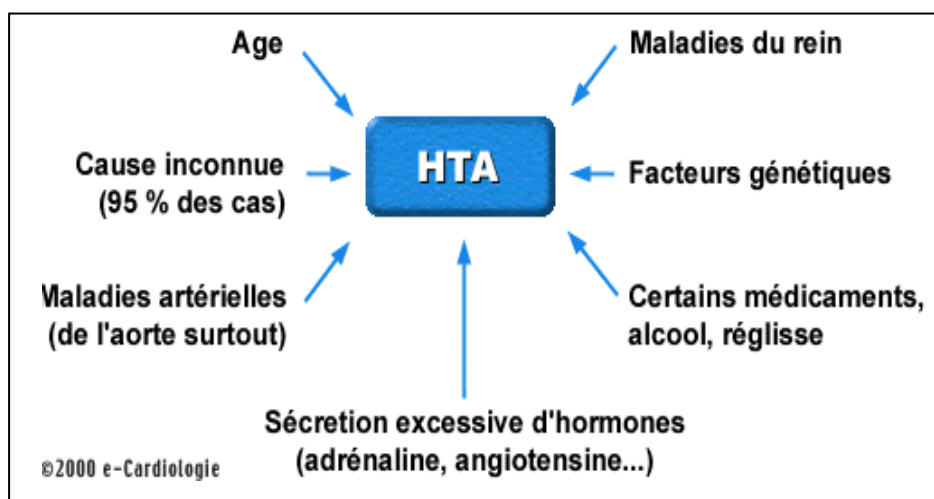 Age
Maladies du rein
HTA
Cause inconnue
(95 % des cas)
Facteurs génétiques
Maladies artérielles
(de l'aorte surtout)
Certains médicaments,
alcool, réglisse
Sécrétion excessive d'hormones
(adrénaline, angiotensine...)
©2000 e-Cardiologie